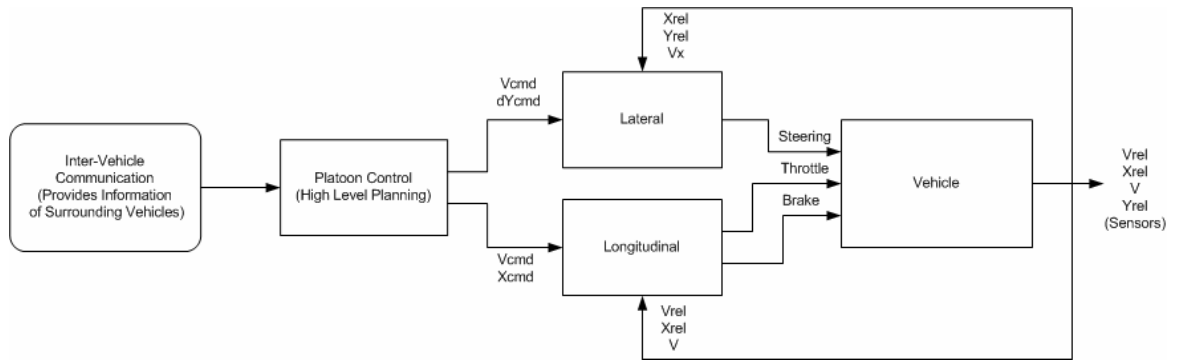 Xrel
Yrel
Vx
Vcmd
dYcmd
Lateral
Inter-Vehicle
Communication
(Provides Information
of Surrounding Vehicles)
Platoon Control
(High Level Planning)
Steering
Throttle
Brake
Vehicle
Vrel
Xrel
V
Yrel
(Sensors)
Longitudinal
Vcmd
Xcmd
Vrel
Xrel
V